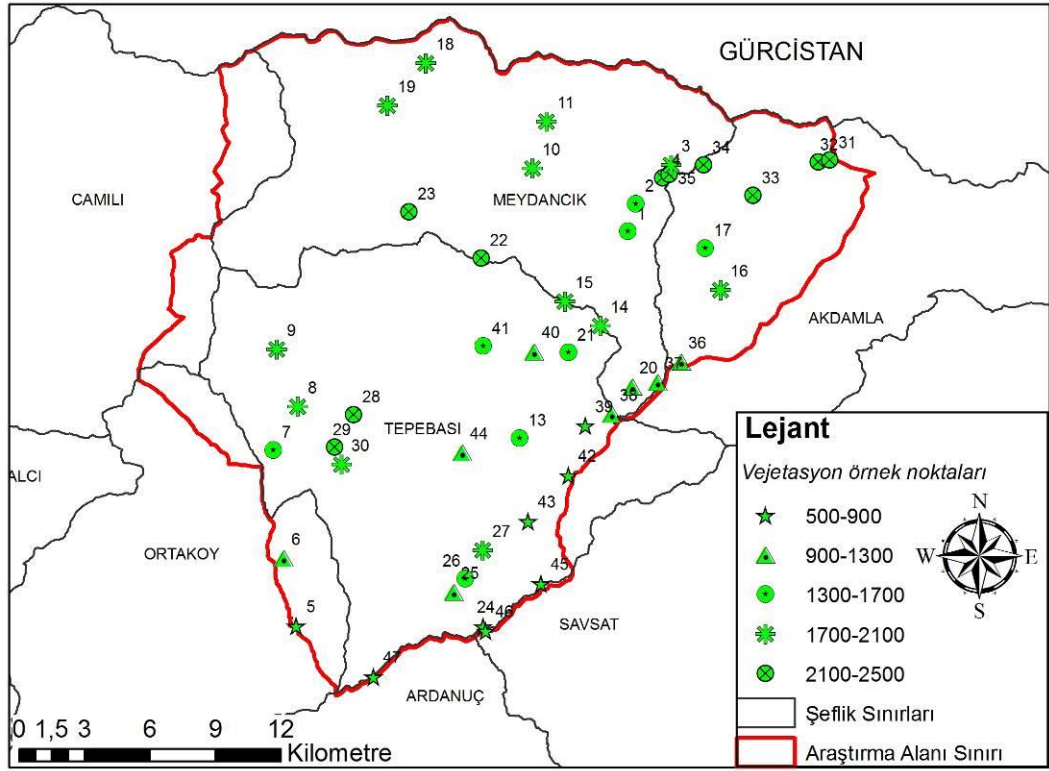 GÜRCİSTAN
18
19
11
10
3
4
34
32
31
CAMILI
MEYDANCIK
2
35
33
23
1
17
22
16
15
14
9
41
40
21
AKDAMLA
36
37
20
8
28
38
39
7
29
TEPEBASI
13
30
44
42
ALCI
43
ORTAKOY
6
27
26
25
45
5
24
46
SAVSAT
47
ARDANUÇ
0 1,5 3 6 9 12
Kilometre
Lejant
Vejetasyon örnek noktaları
500-900
900-1300
1300-1700
1700-2100
2100-2500
Şeflik Sınırları
Araştırma Alanı Sınırı
N
W
E
S